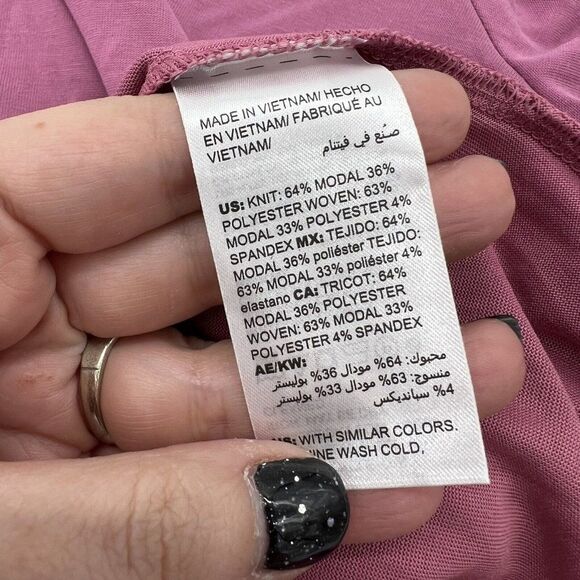 MADE IN VIETNAM/ HECHO
EN VIETNAM/ FABRIQUÉ AU
VIETNAM/ صنع في فيتنام
US: KNIT: 64% MODAL 36%
POLYESTER WOVEN: 63%
MODAL 33% POLYESTER 4%
SPANDEX MX: TEJIDO: 64%
MODAL 36% poliéster TEJIDO:
63% MODAL 33% poliéster 4%
elastano CA: TRICOT: 64%
MODAL 36% POLYESTER
WOVEN: 63% MODAL 33%
POLYESTER 4% SPANDEX
AE/KW:
محبوك: 64% مودال 36% بوليستر
منسوج: 63% مودال 33% بوليستر
4% سبانديكس
WITH SIMILAR COLORS.
WASH COLD,